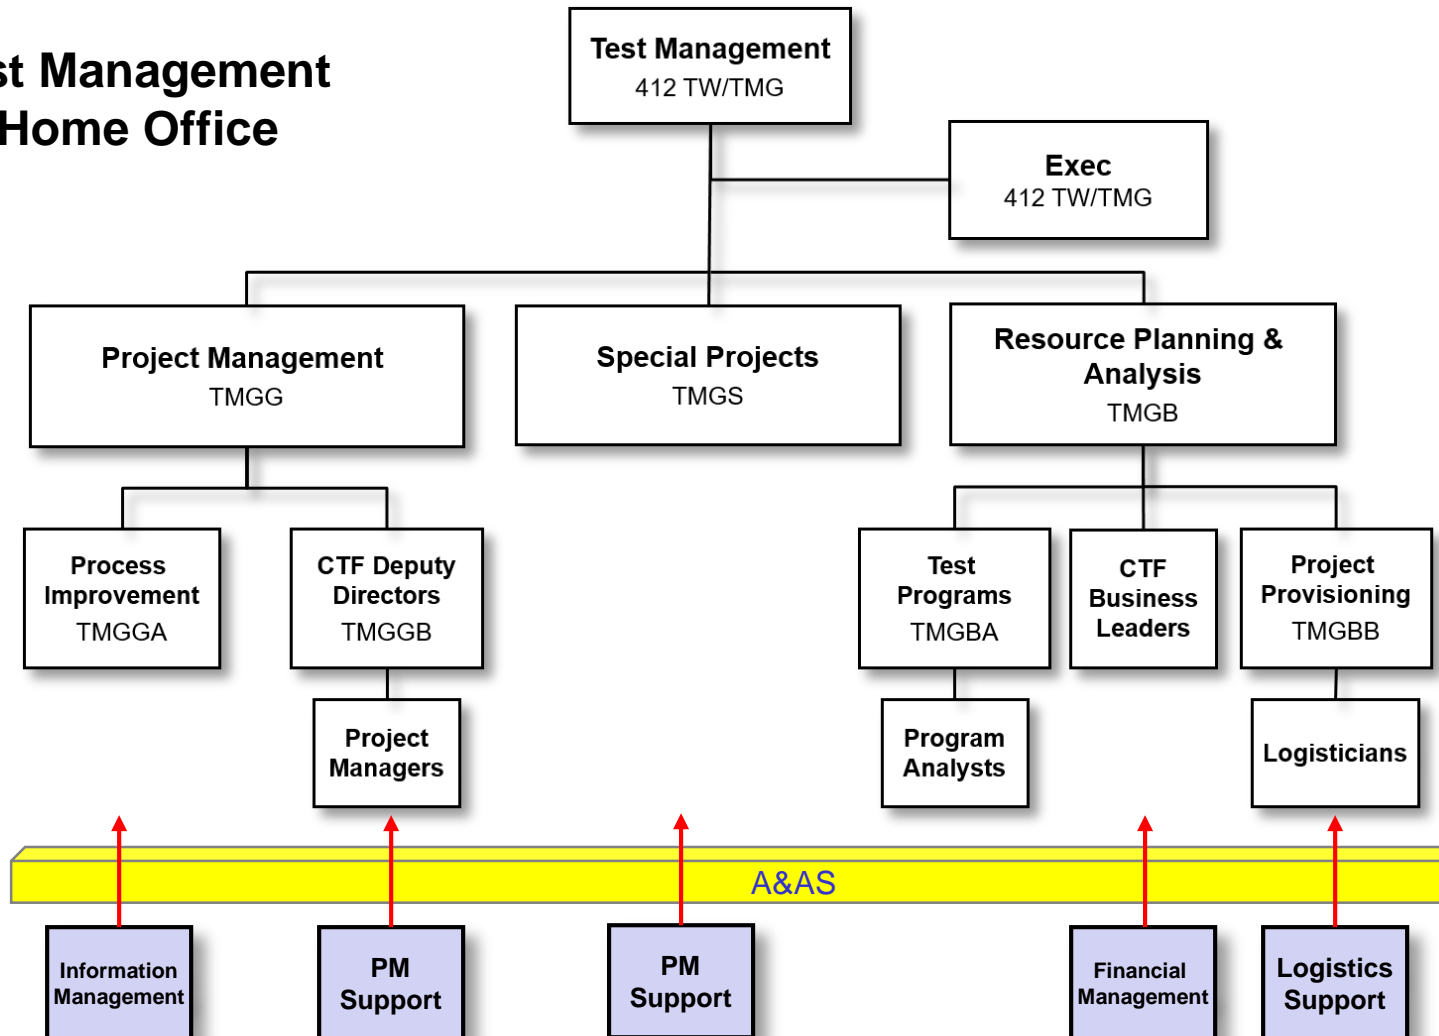 st Management
Home Office
Test Management
412 TW/TMG
Exec
412 TW/TMG
Project Management
TMGG
Special Projects
TMGS
Resource Planning &
Analysis
TMGB
Process
Improvement
TMGGA
CTF Deputy
Directors
TMGGB
Test
Programs
TMGBA
CTF
Business
Leaders
Project
Provisioning
TMGBB
Project
Managers
Program
Analysts
Logisticians
A&AS
Information
Management
PM
Support
PM
Support
Financial
Management
Logistics
Support